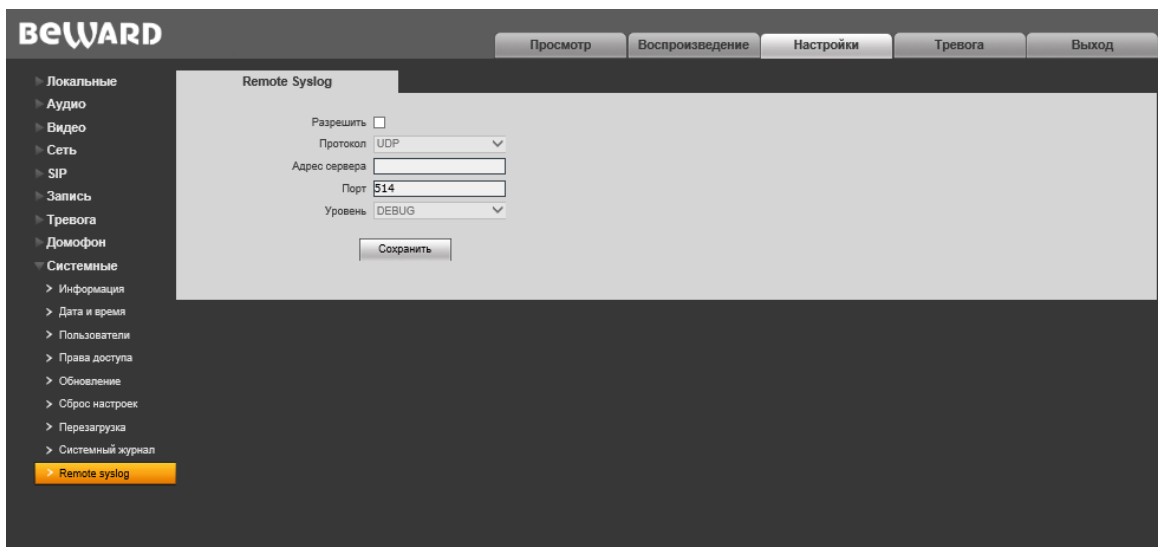 BEWARD
Просмотр Воспроизведение Настройки Тревога Выход
Локальные
Аудио
Видео
Сеть
SIP
Запись
Тревога
Домофон
Системные
Информация
Дата и время
Пользователи
Права доступа
Обновление
Сброс настроек
Перезагрузка
Системный журнал
Remote syslog
Remote Syslog
Разрешить
Протокол UDP
Адрес сервера
Порт 514
Уровень DEBUG
Сохранить